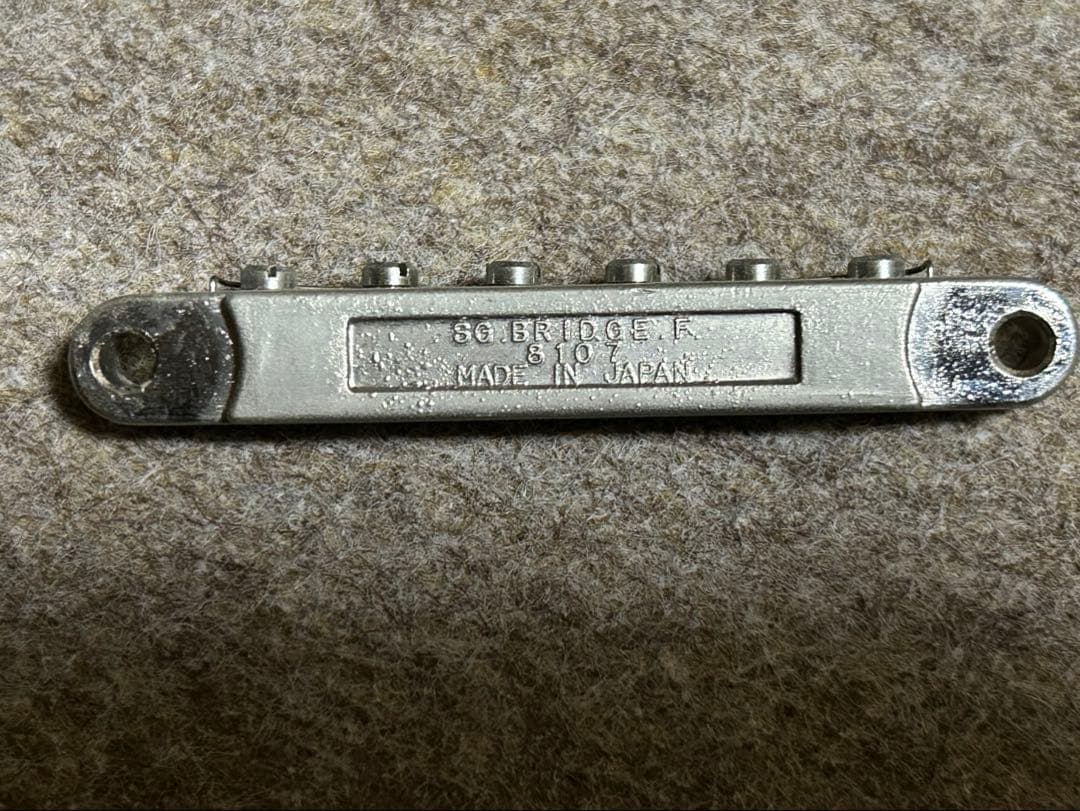 SG.BRIDGE.F.
8107
MADE IN JAPAN